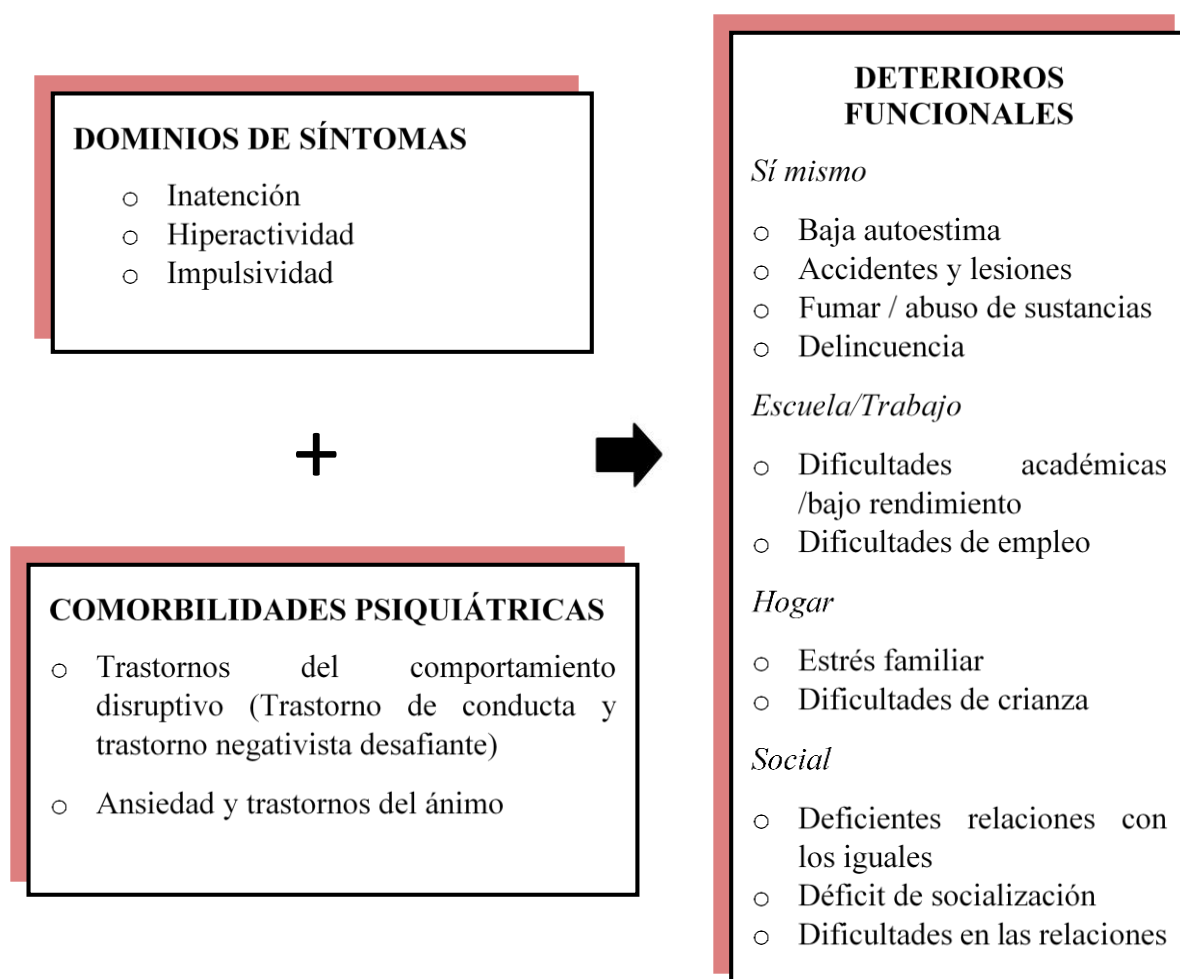 DOMINIOS DE SÍNTOMAS
o Inatención
o Hiperactividad
o Impulsividad
+
COMORBILIDADES PSIQUIÁTRICAS
o Trastornos del comportamiento
disruptivo (Trastorno de conducta y
trastorno negativista desafiante)
o Ansiedad y trastornos del ánimo
DETERIOROS
FUNCIONALES
Sí mismo
o Baja autoestima
o Accidentes y lesiones
o Fumar / abuso de sustancias
o Delincuencia
Escuela/Trabajo
o Dificultades académicas
/bajo rendimiento
o Dificultades de empleo
Hogar
o Estrés familiar
o Dificultades de crianza
Social
o Deficientes relaciones con
los iguales
o Déficit de socialización
o Dificultades en las relaciones